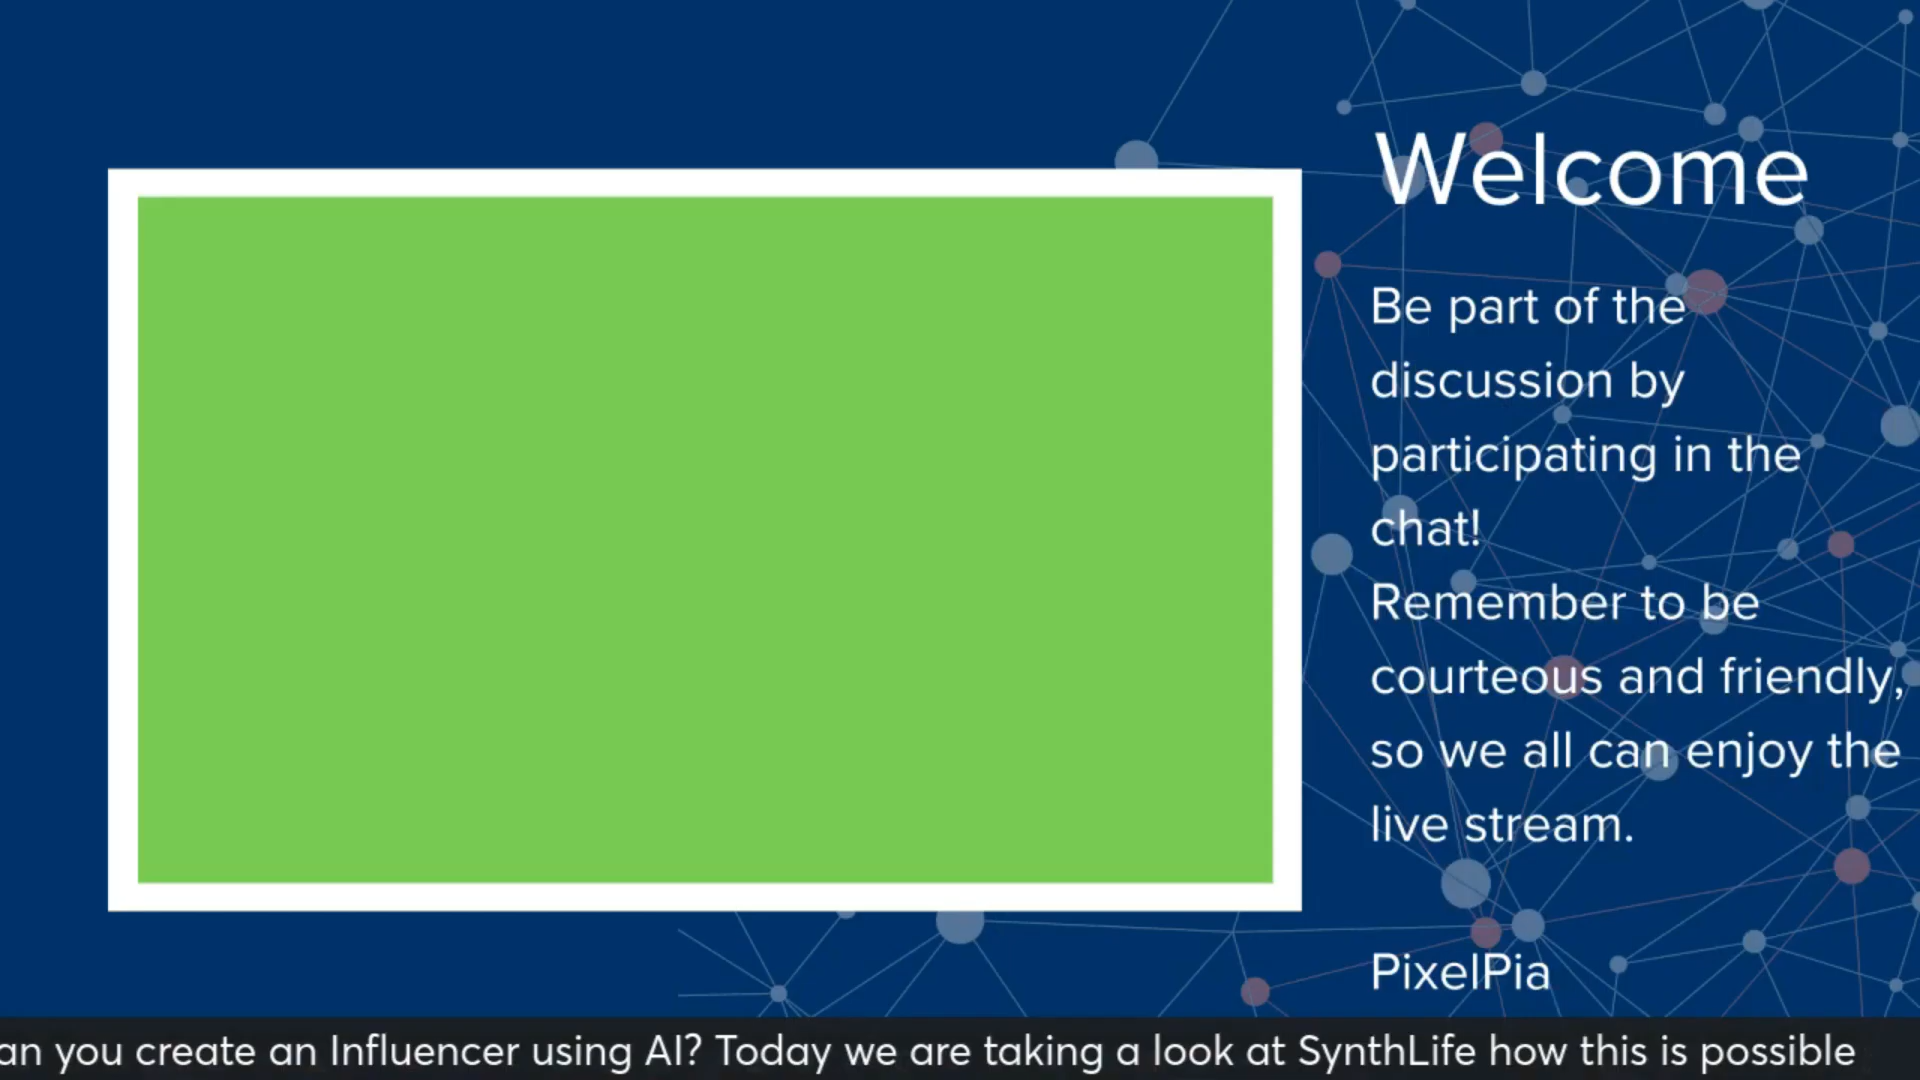 Welcome
Be part of the
discussion by
participating in the
chat!
Remember to be
courteous and friendly,
so we all can enjoy the
live stream.
PixelPia
an you create an Influencer using AI? Today we are taking a look at SynthLife how this is possible